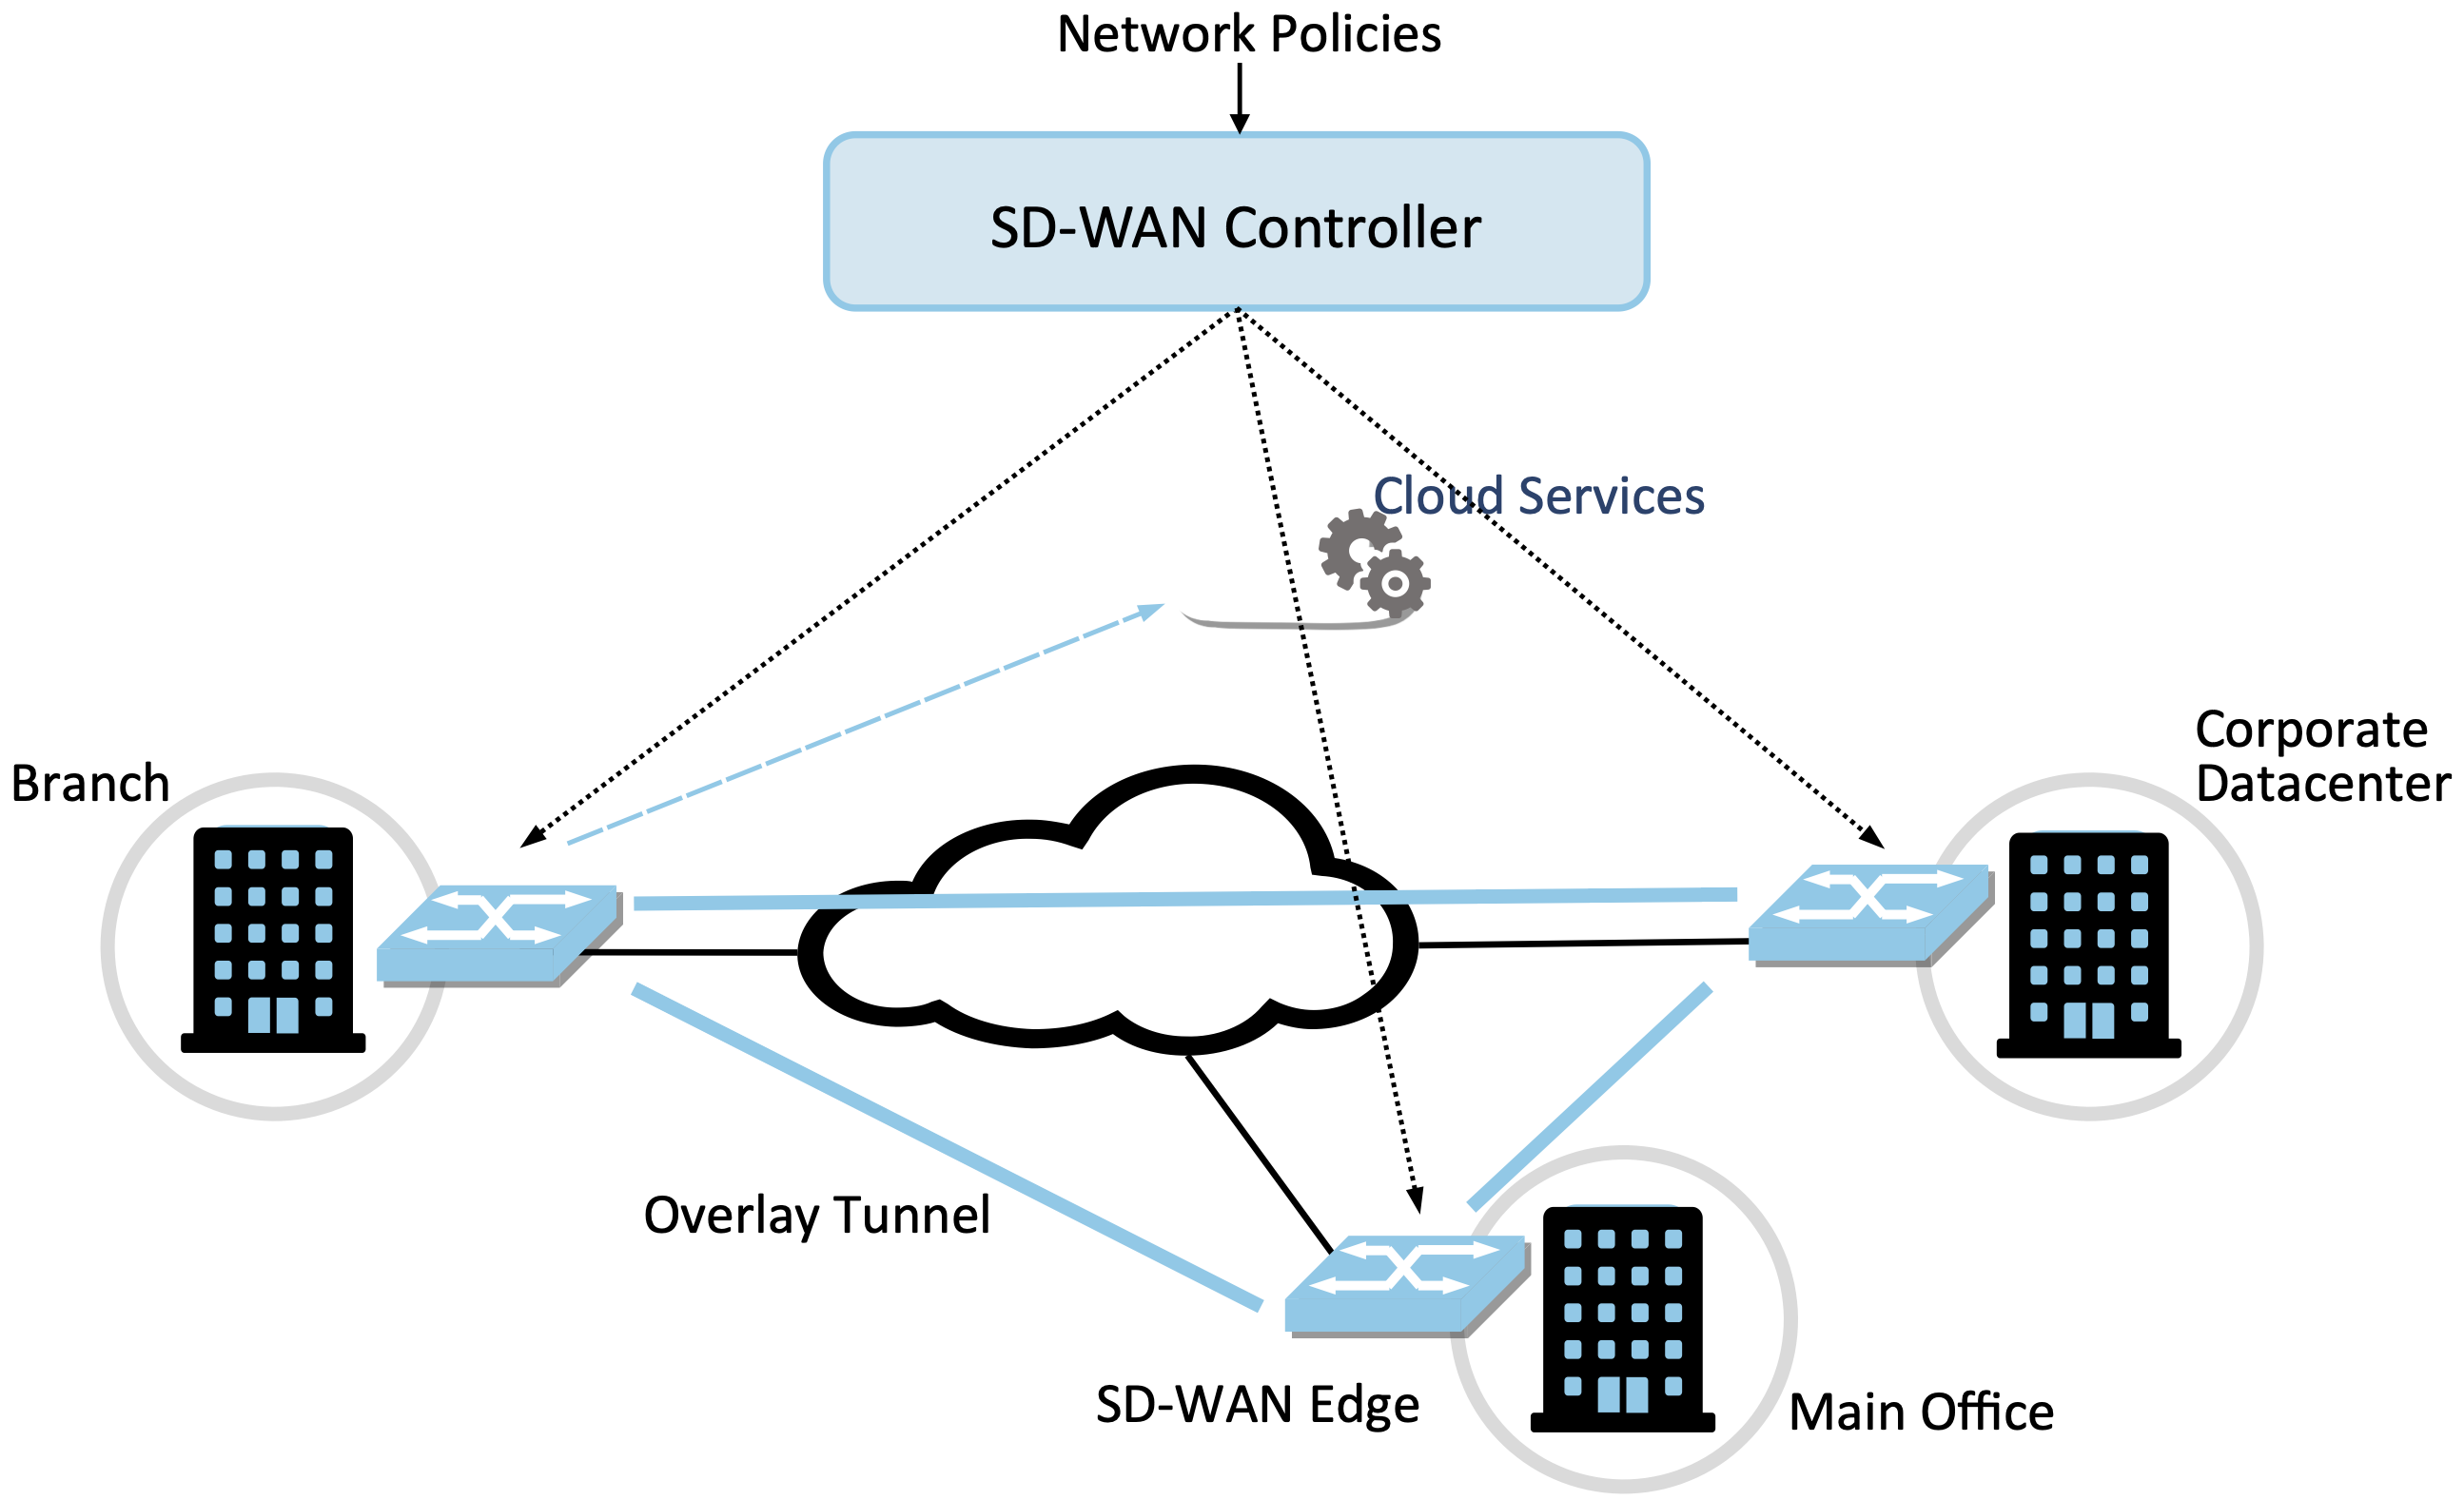 Network Policies
SD-WAN Controller
Cloud Services
Corporate
Datacenter
Branch
Overlay Tunnel
SD-WAN Edge
Main Office